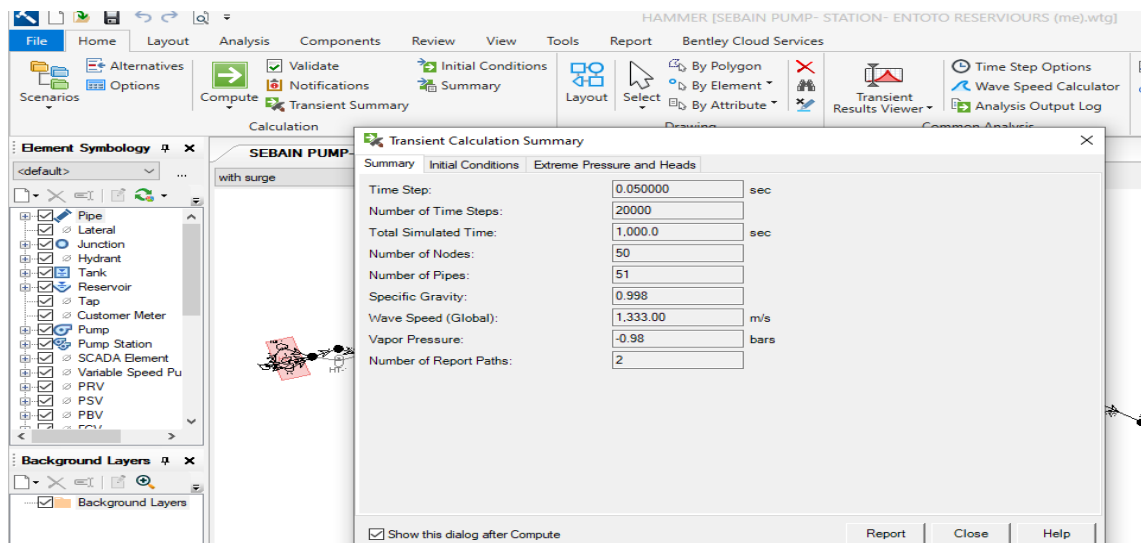 HAMMER [SEBAIN PUMP- STATION- ENTOTO RESERVIOURS (me).wtg]
File Home Layout Analysis Components Review View Tools Report Bentley Cloud Services
Scenarios
Alternatives
Options
Compute
Validate
Notifications
Transient Summary
Initial Conditions
Summary
Calculation
Layout
Select
By Polygon
By Element
By Attribute
Drawing
Transient
Results Viewer
Time Step Options
Wave Speed Calculator
Analysis Output Log
Common Analysis
Element Symbology
<default>
Pipe
Lateral
Junction
Hydrant
Tank
Reservoir
Tap
Customer Meter
Pump
Pump Station
SCADA Element
Variable Speed Pu
PRV
PSV
PBV
FCV
Background Layers
Background Layers
SEBAIN PUMP-
with surge
HT-
Transient Calculation Summary
Summary Initial Conditions Extreme Pressure and Heads
Time Step: 0.050000 sec
Number of Time Steps: 20000
Total Simulated Time: 1,000.0 sec
Number of Nodes: 50
Number of Pipes: 51
Specific Gravity: 0.998
Wave Speed (Global): 1,333.00 m/s
Vapor Pressure: -0.98 bars
Number of Report Paths: 2
Show this dialog after Compute
Report Close Help